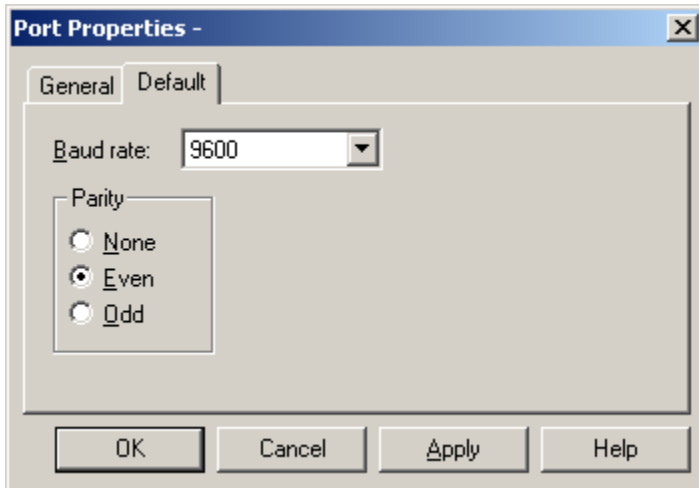 Port Properties -
General Default
Baud rate: 9600
Parity
None
Even
Odd
OK Cancel Apply Help